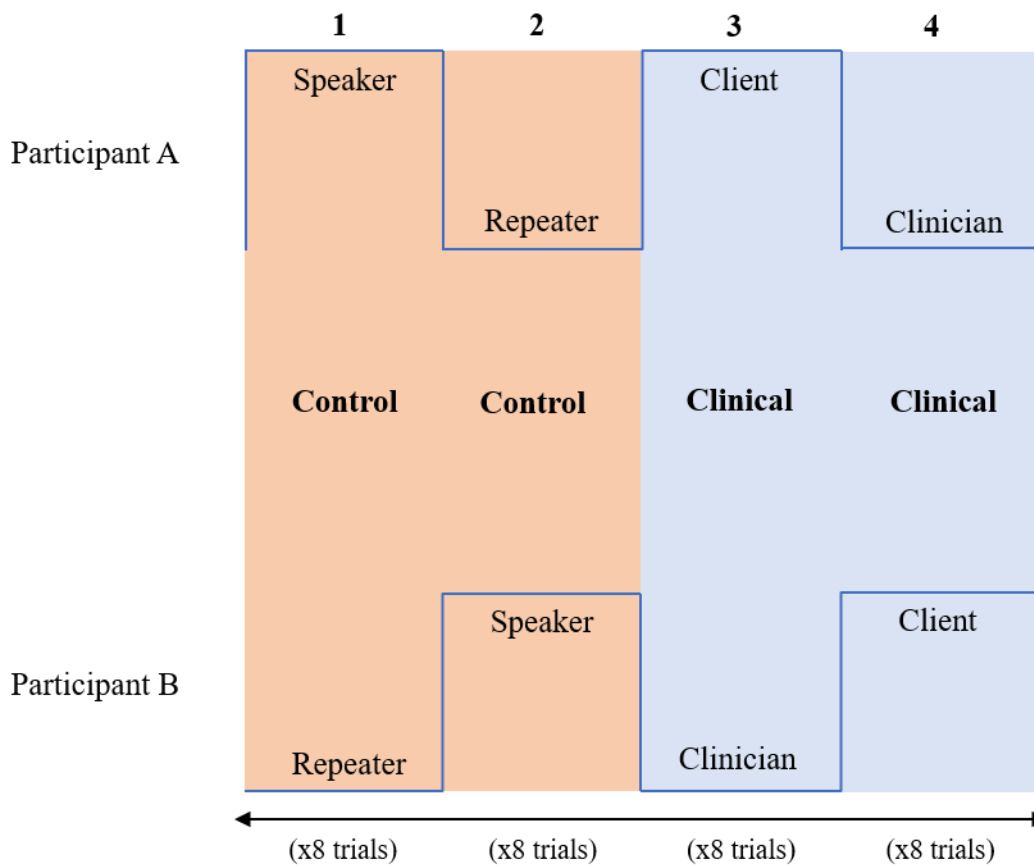 1 2 3 4
Speaker Client
Participant A
Repeater Clinician
Control Control Clinical Clinical
Speaker Client
Participant B
Repeater Clinician
(x8 trials) (x8 trials) (x8 trials) (x8 trials)